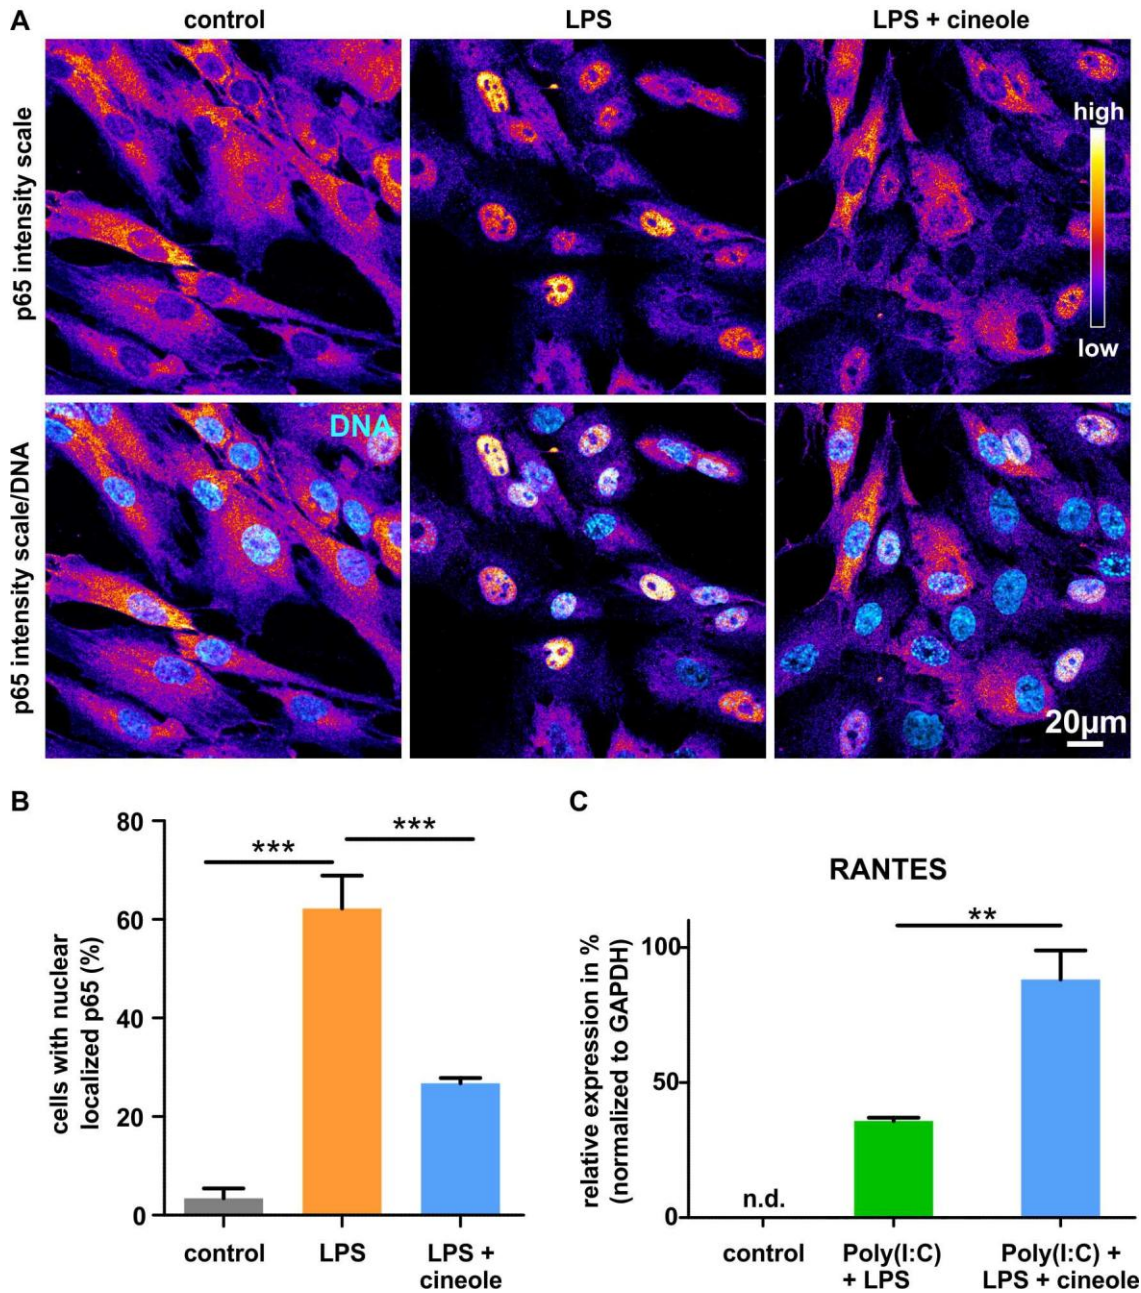 A
control
LPS
LPS + cineole
p65 intensity scale
high
low
p65 intensity scale/DNA
DNA
20µm
B
cells with nuclear
localized p65 (%)
80
60
40
20
0
***
***
control
LPS
LPS +
cineole
C
RANTES
relative expression in %
(normalized to GAPDH)
100
50
0
**
n.d.
control
Poly(I:C)
+ LPS
Poly(I:C) +
LPS + cineole